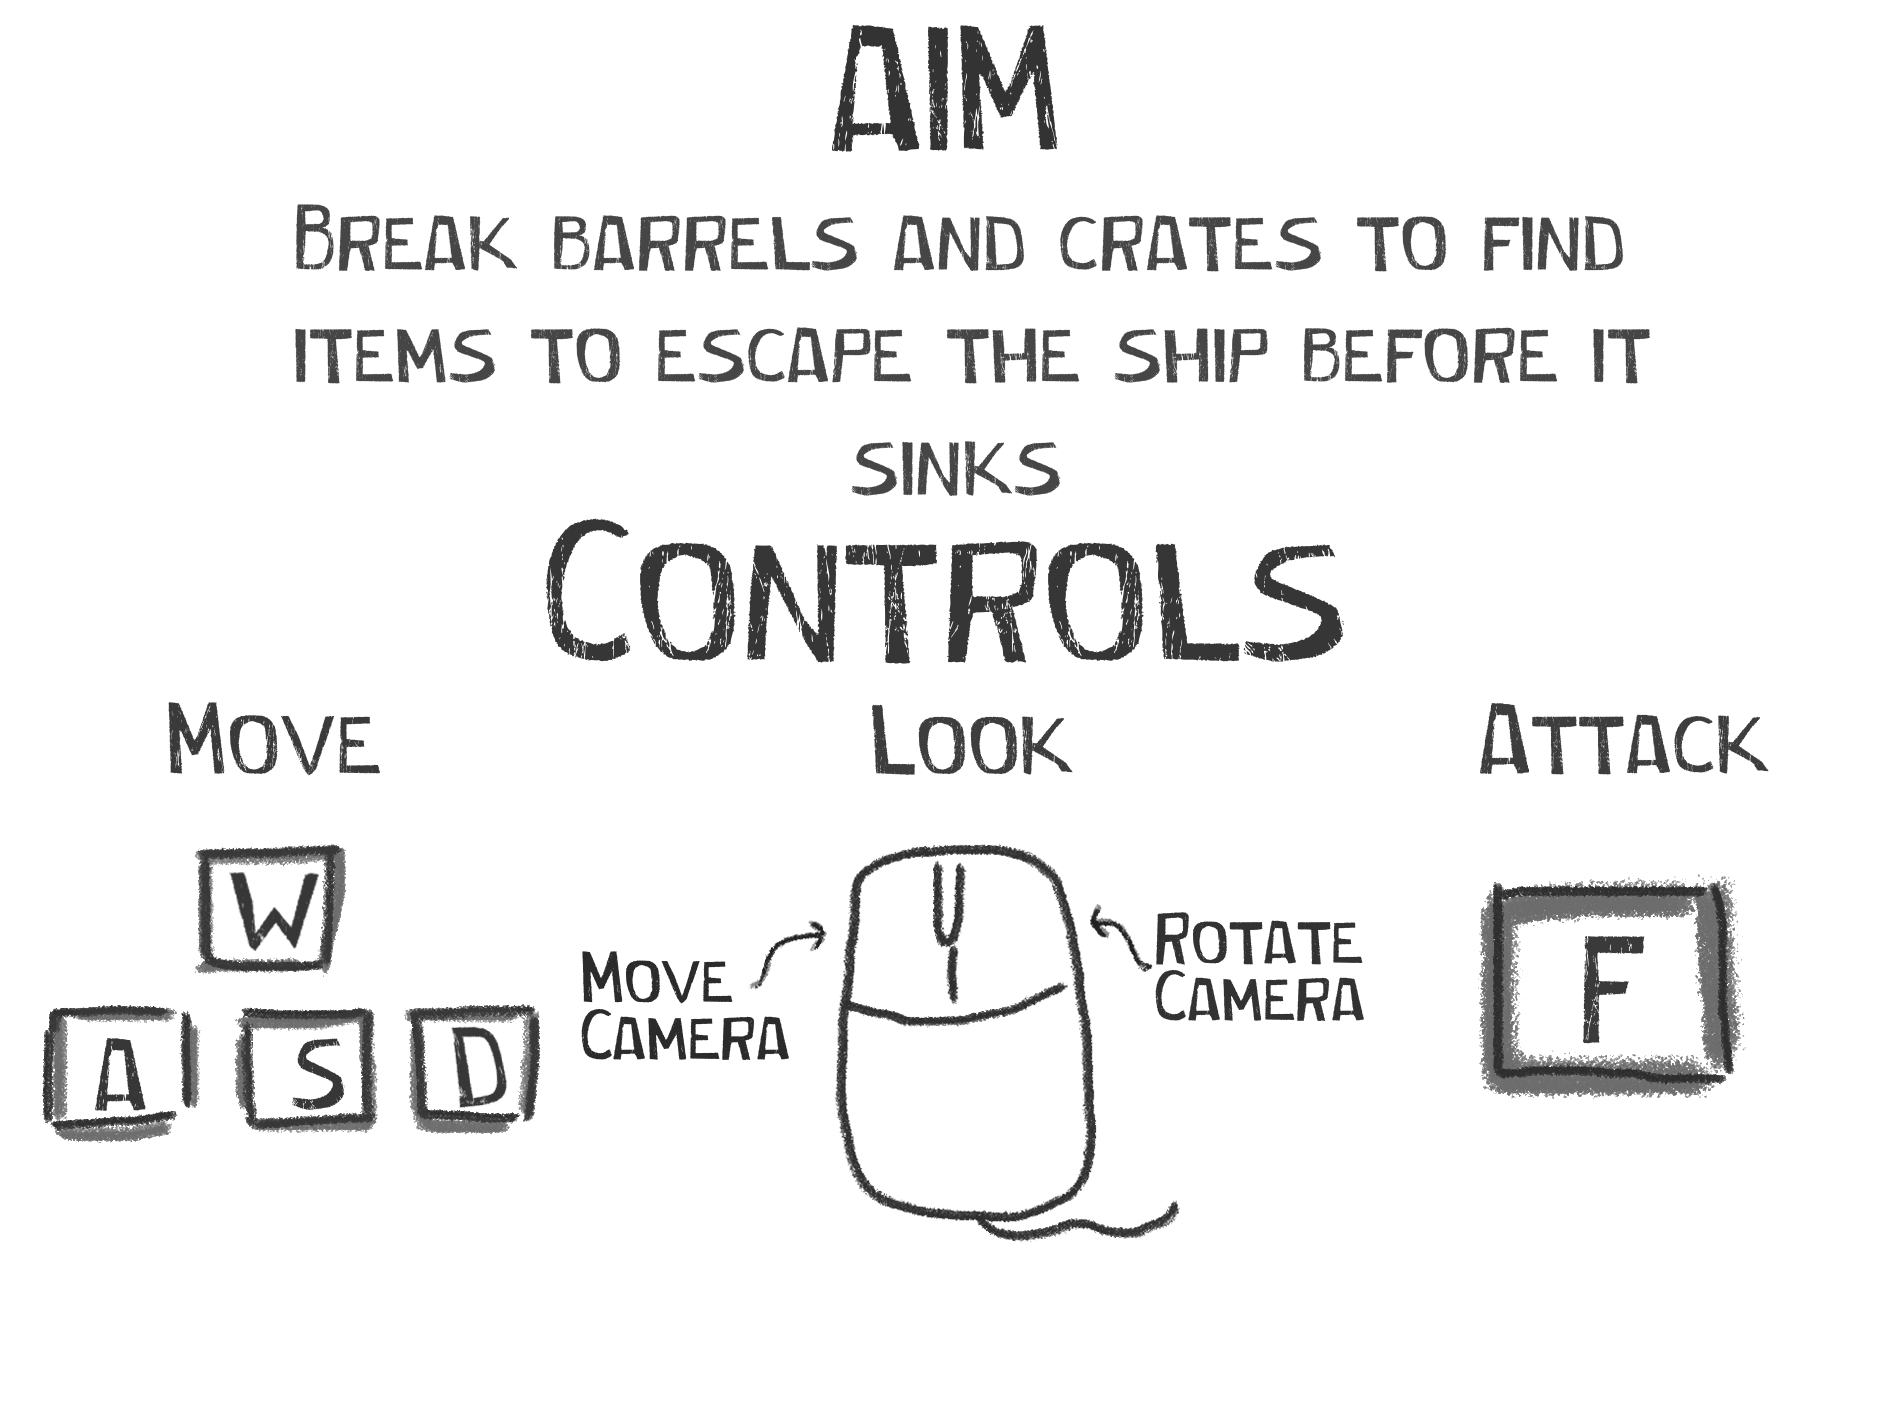 AIM
BREAK BARRELS AND CRATES TO FIND
ITEMS TO ESCAPE THE SHIP BEFORE IT
SINKS
CONTROLS
MOVE
LOOK
ATTACK
W
A S D
MOVE
CAMERA
ROTATE
CAMERA
F